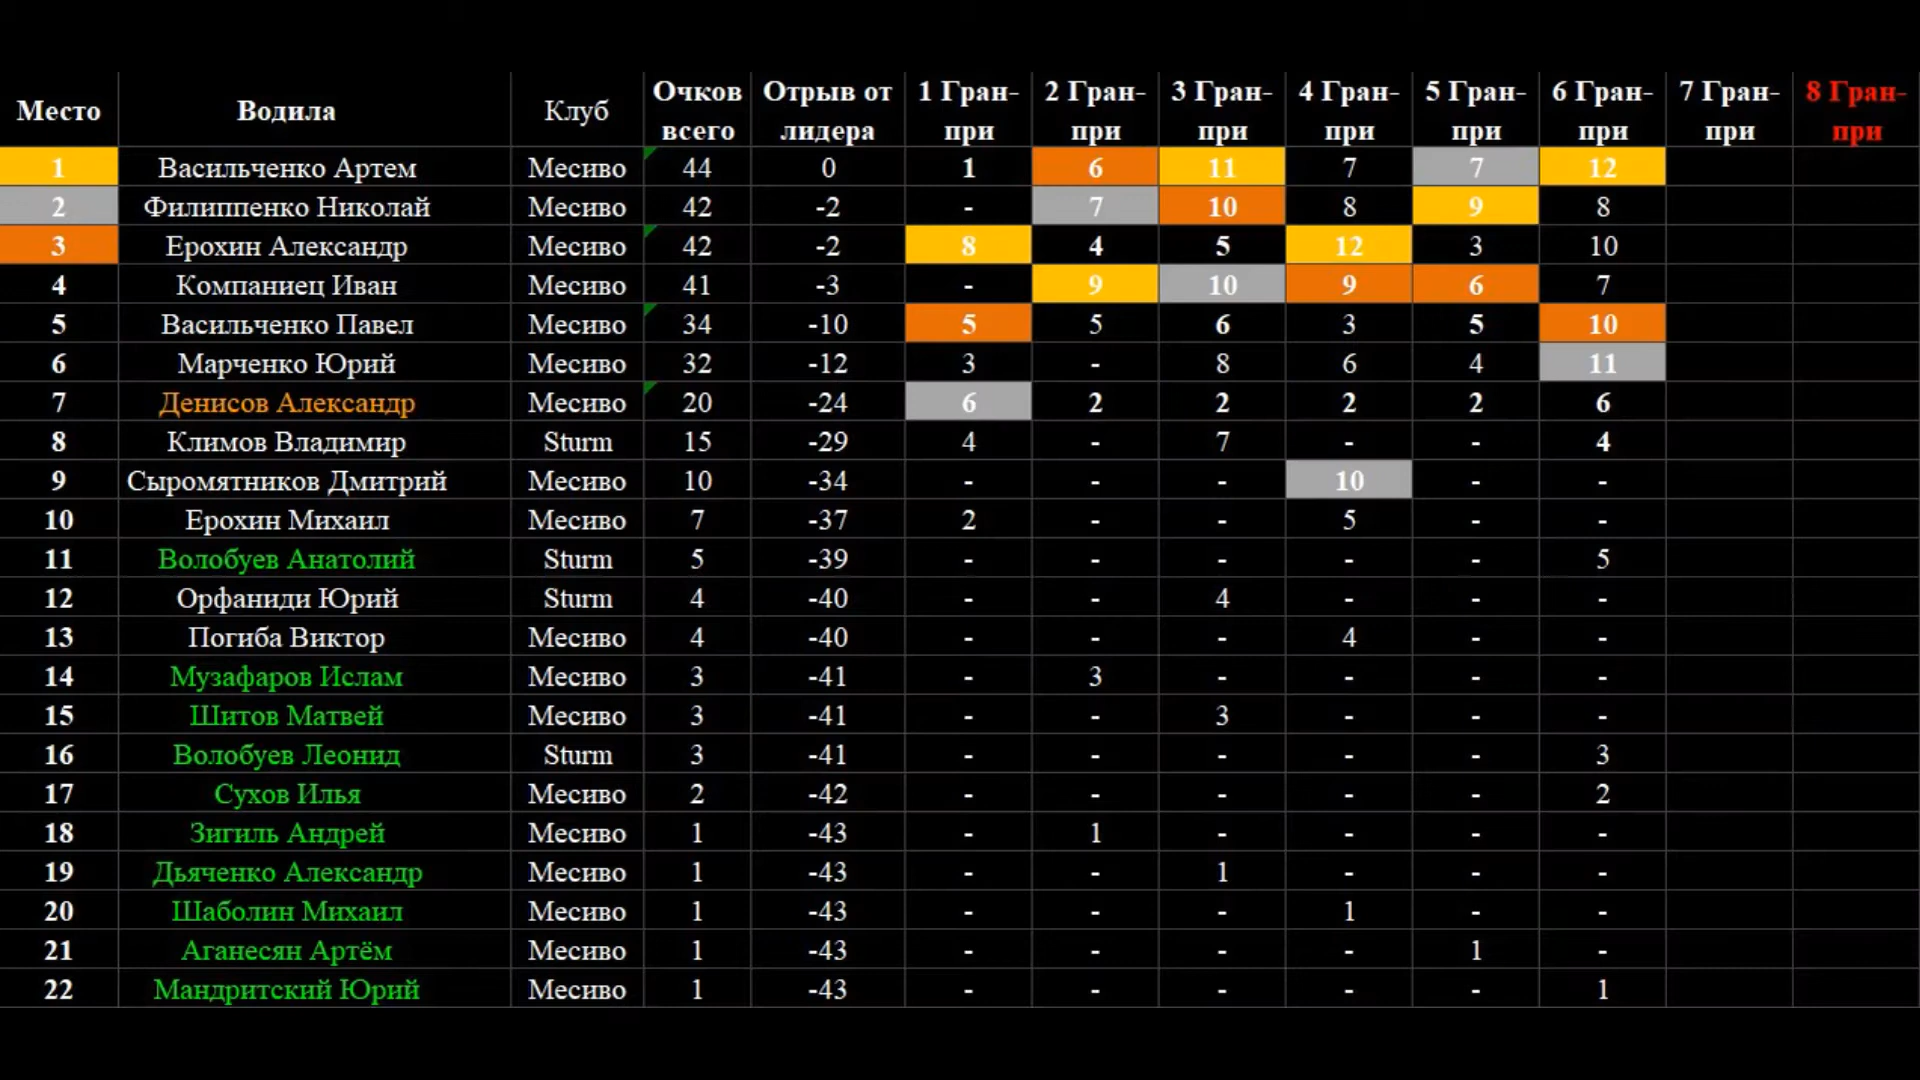 Место Водила Клуб Очков всего Отрыв от лидера 1 Гран-при 2 Гран-при 3 Гран-при 4 Гран-при 5 Гран-при 6 Гран-при 7 Гран-при 8 Гран-при
1 Васильченко Артем Месиво 44 0 1 6 11 7 7 12
2 Филиппенко Николай Месиво 42 -2 - 7 10 8 9 8
3 Ерохин Александр Месиво 42 -2 8 4 5 12 3 10
4 Компаниец Иван Месиво 41 -3 - 9 10 9 6 7
5 Васильченко Павел Месиво 34 -10 5 5 6 3 5 10
6 Марченко Юрий Месиво 32 -12 3 - 8 6 4 11
7 Денисов Александр Месиво 20 -24 6 2 2 2 2 6
8 Климов Владимир Sturm 15 -29 4 - 7 - - 4
9 Сыромятников Дмитрий Месиво 10 -34 - - - 10 - -
10 Ерохин Михаил Месиво 7 -37 2 - - 5 - -
11 Волобуев Анатолий Sturm 5 -39 - - - - - 5
12 Орфаниди Юрий Sturm 4 -40 - - 4 - - -
13 Погиба Виктор Месиво 4 -40 - - - 4 - -
14 Музафаров Ислам Месиво 3 -41 - 3 - - - -
15 Шитов Матвей Месиво 3 -41 - - 3 - - -
16 Волобуев Леонид Sturm 3 -41 - - - - - 3
17 Сухов Илья Месиво 2 -42 - - - - - 2
18 Зигиль Андрей Месиво 1 -43 - 1 - - - -
19 Дьяченко Александр Месиво 1 -43 - - 1 - - -
20 Шаболин Михаил Месиво 1 -43 - - - 1 - -
21 Аганесян Артём Месиво 1 -43 - - - - 1 -
22 Мандритский Юрий Месиво 1 -43 - - - - - 1